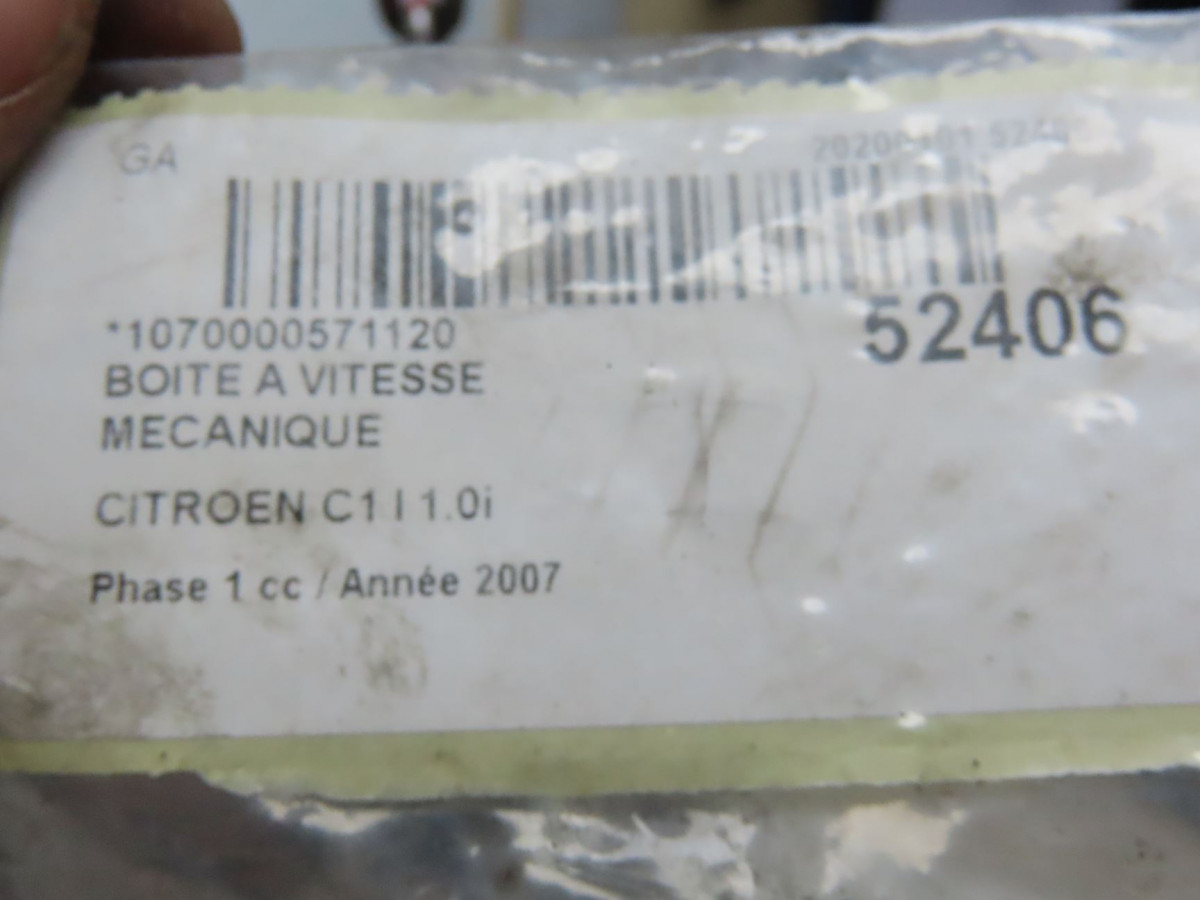 GA
*1070000571120
52406
BOITE A VITESSE
MECANIQUE
CITROEN C1 I 1.0i
Phase 1 cc / Année 2007